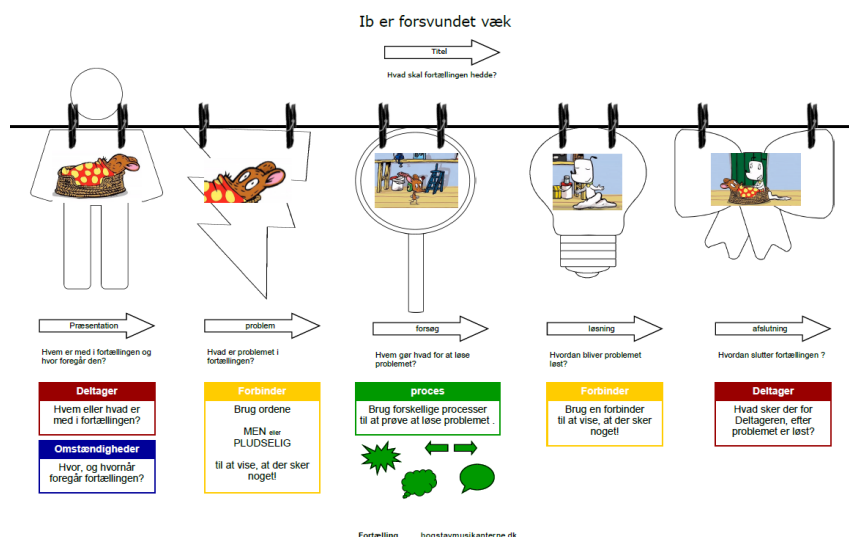 Ib er forsvundet væk
Titel
Hvad skal fortællingen hedde?
Præsentation
Hvem er med i fortællingen og
hvor foregår den?
problem
Hvad er problemet i
fortællingen?
forsøg
Hvem gør hvad for at løse
problemet?
løsning
Hvordan bliver problemet
løst?
afslutning
Hvordan slutter fortællingen ?
Deltager
Hvem eller hvad er
med i fortællingen?
Omstændigheder
Hvor, og hvornår
foregår fortællingen?
Forbinder
Brug ordene
MEN eller
PLUDSELIG
til at vise, at der sker
noget!
proces
Brug forskellige processer
til at prøve at løse problemet .
Forbinder
Brug en forbinder
til at vise, at der sker
noget!
Deltager
Hvad sker der for
Deltageren, efter
problemet er løst?
Fortælling bogstavmusikanterne.dk